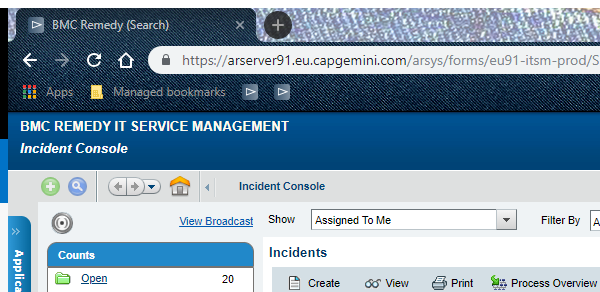 BMC Remedy (Search)
https://arserver91.eu.capgemini.com/arsys/forms/eu91-itsm-prod/S
Apps
Managed bookmarks
BMC REMEDY IT SERVICE MANAGEMENT
Incident Console
Incident Console
View Broadcast
Show
Assigned To Me
Filter By
A
Applica
Counts
Open 20
Incidents
Create
View
Print
Process Overview